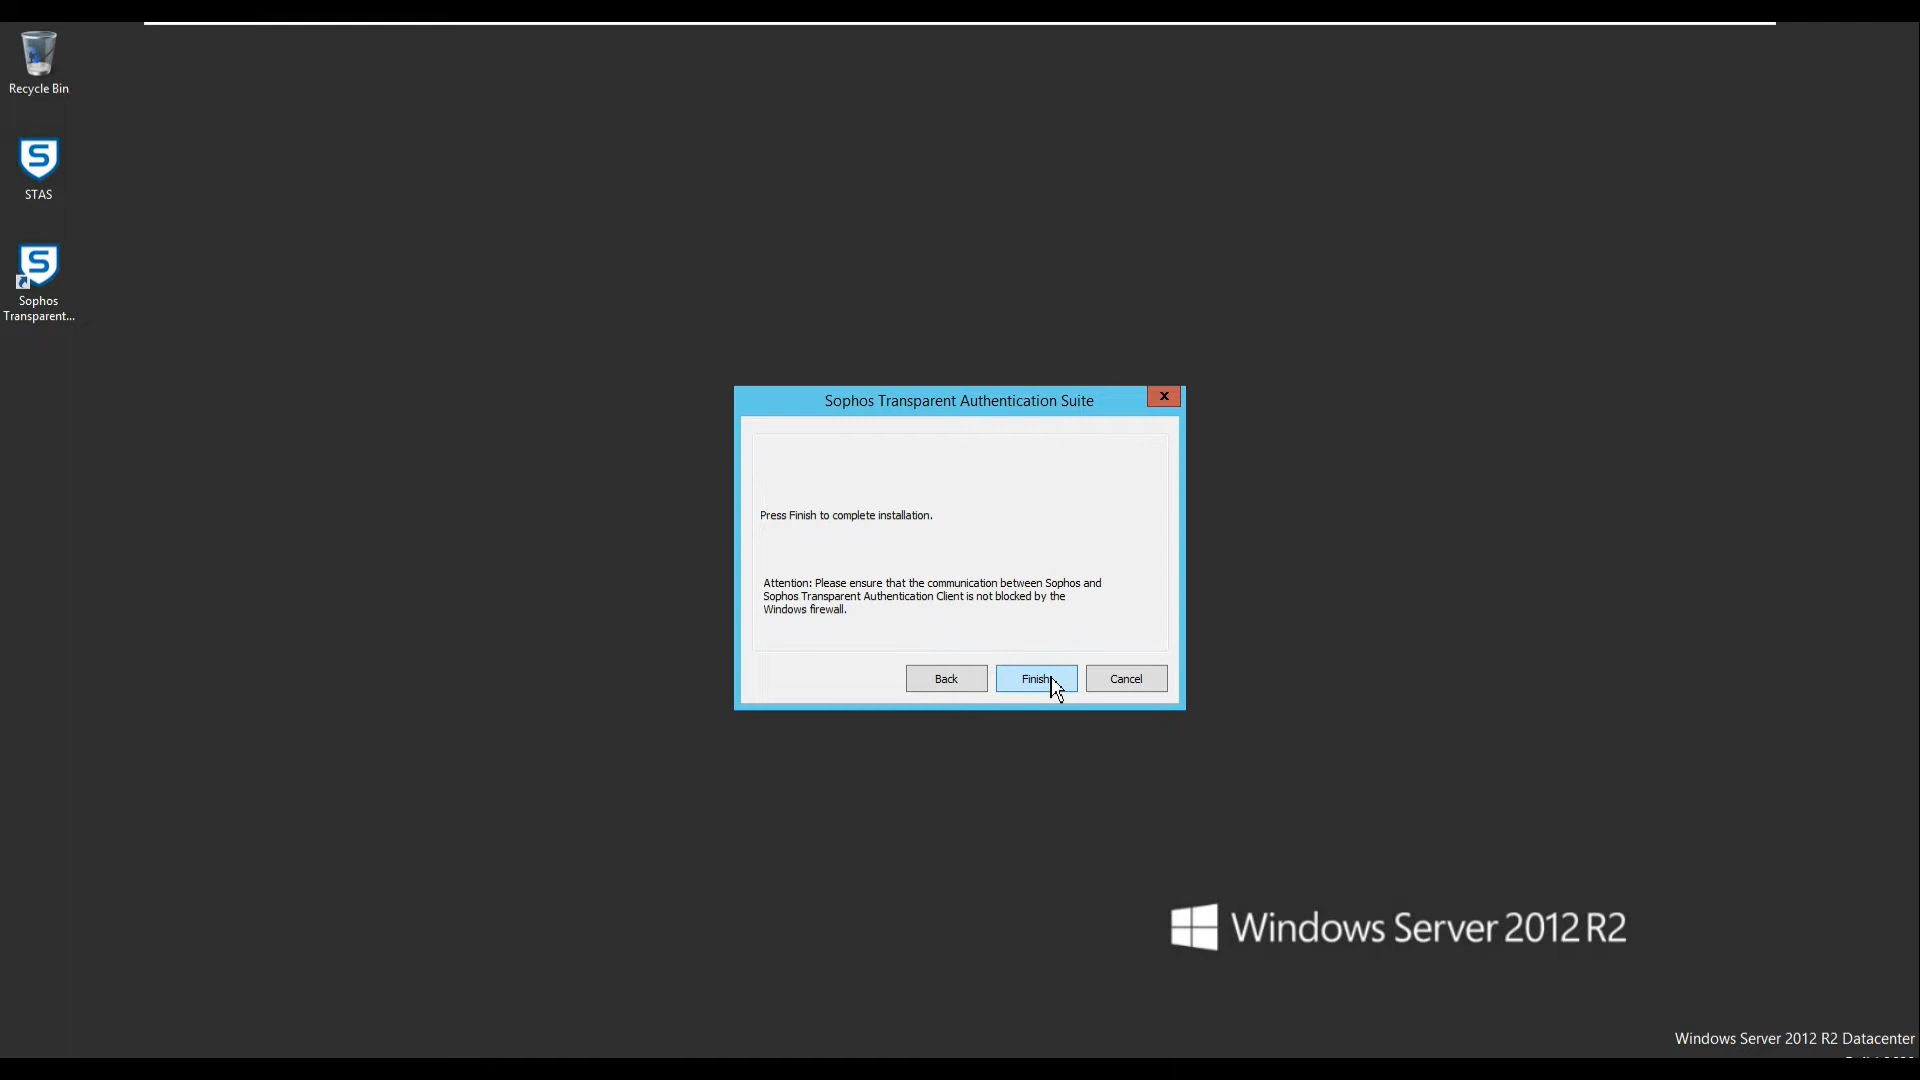 Recycle Bin
STAS
Sophos
Transparent...
Sophos Transparent Authentication Suite
Press Finish to complete installation.
Attention: Please ensure that the communication between Sophos and
Sophos Transparent Authentication Client is not blocked by the
Windows firewall.
Back
Finish
Cancel
Windows Server 2012 R2
Windows Server 2012 R2 Datacenter